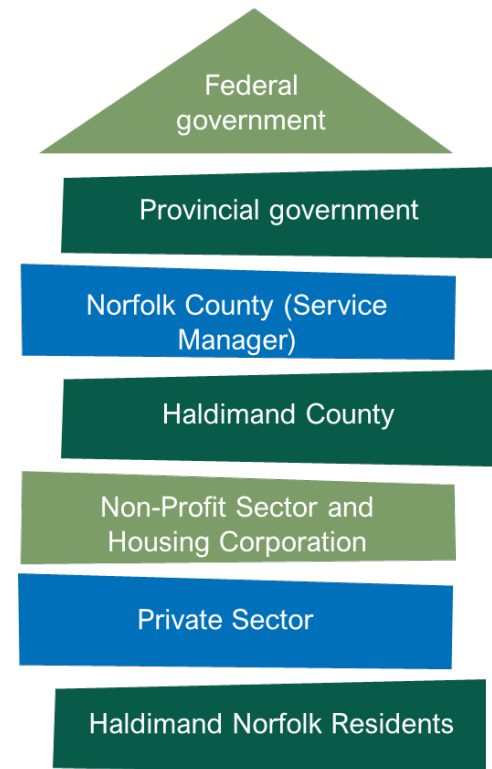 Federal
government
Provincial government
Norfolk County (Service
Manager)
Haldimand County
Non-Profit Sector and
Housing Corporation
Private Sector
Haldimand Norfolk Residents